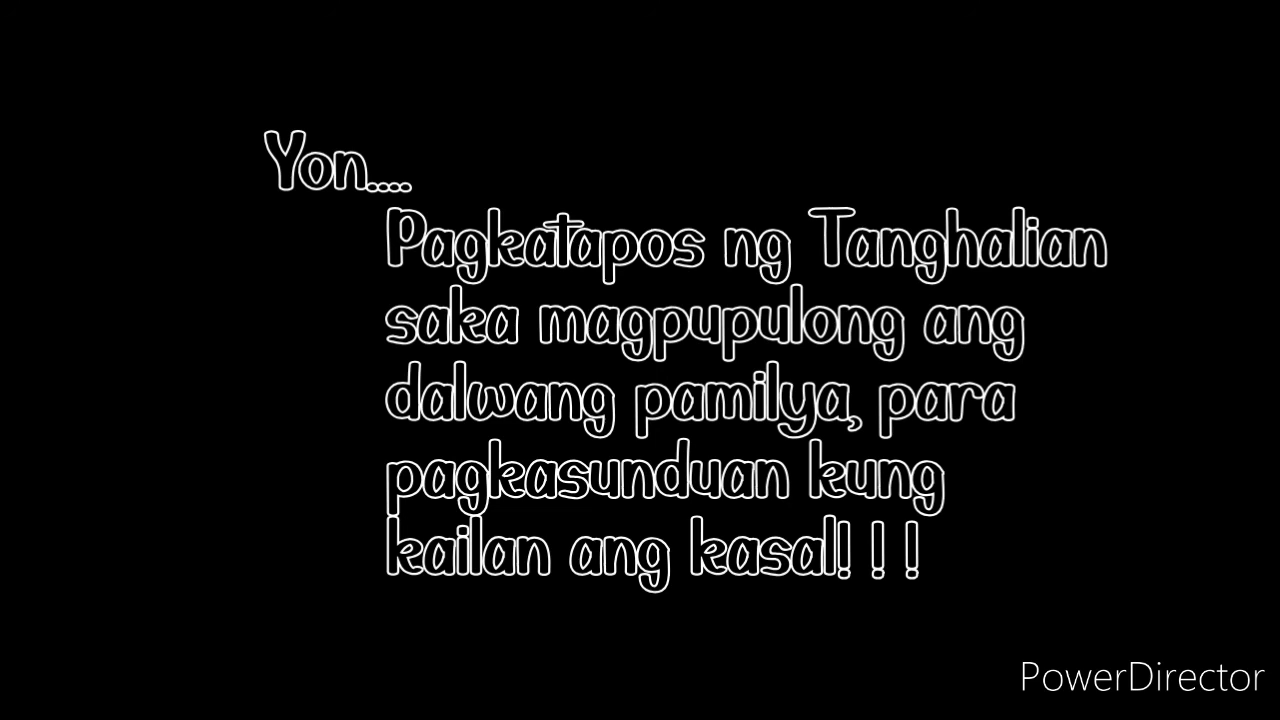 Yon....
Pagkatapos ng Tanghalian
saka magpupulong ang
dalwang pamilya, para
pagkasunduan kung
kailan ang kasal! ! !
PowerDirector